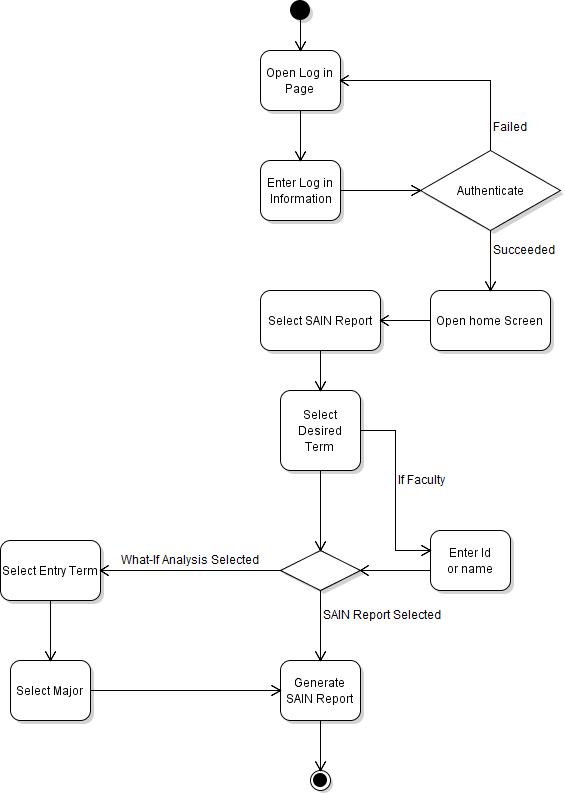 Open Log in
Page
Failed
Enter Log in
Information
Authenticate
Succeeded
Select SAIN Report
Open home Screen
Select
Desired
Term
If Faculty
What-If Analysis Selected
Enter Id
or name
Select Entry Term
SAIN Report Selected
Select Major
Generate
SAIN Report